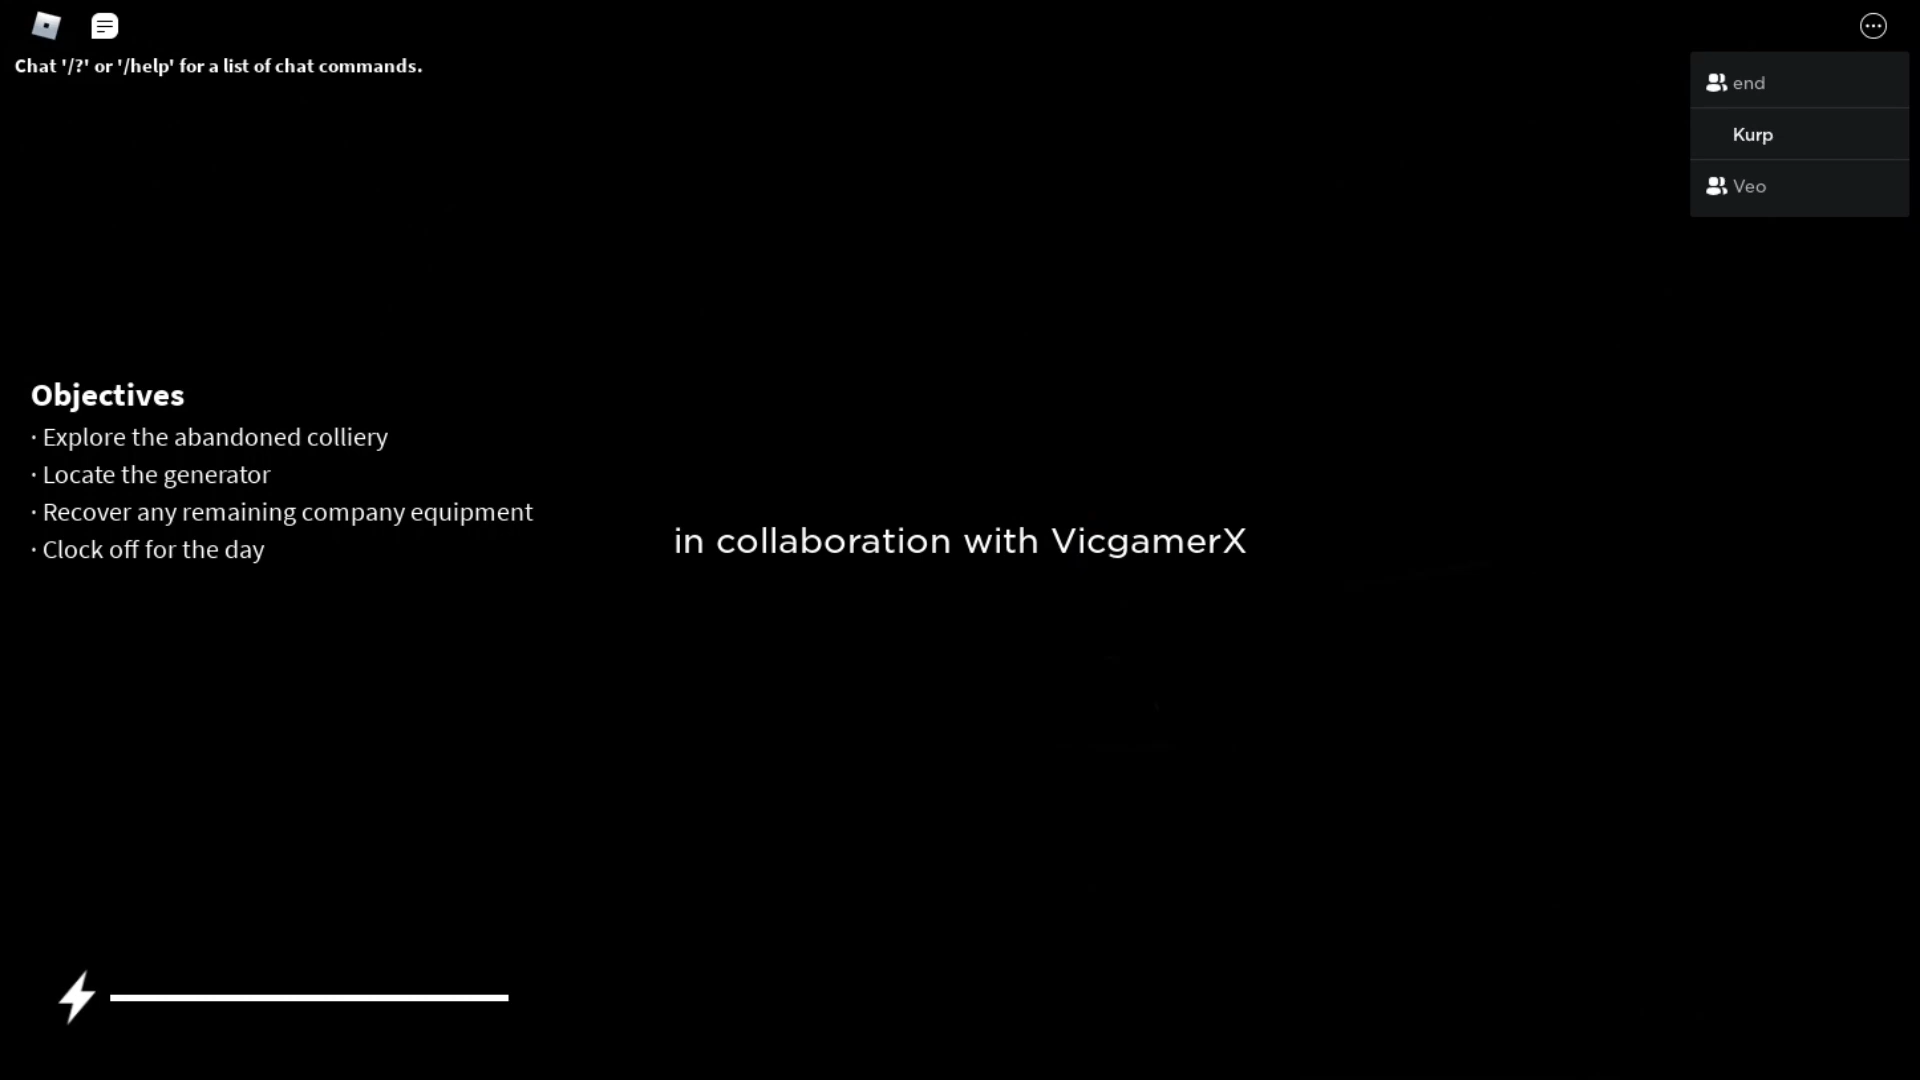 Chat '/?' or '/help' for a list of chat commands.
end
Kurp
Veo
Objectives
· Explore the abandoned colliery
· Locate the generator
· Recover any remaining company equipment
· Clock off for the day
in collaboration with VicgamerX